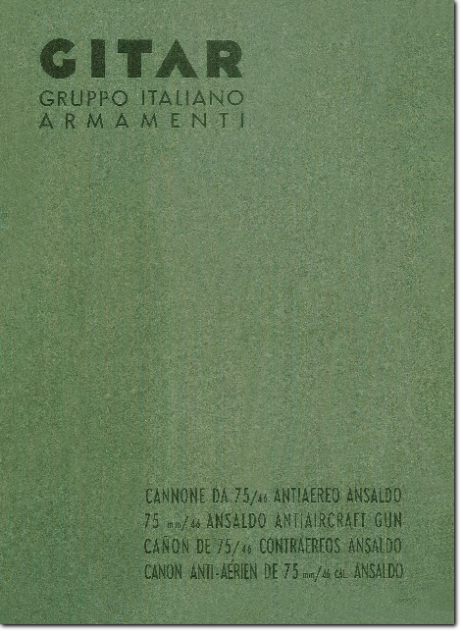 GITAR
GRUPPO ITALIANO
ARMAMENTI
CANNONE DA 75/46 ANTIAEREO ANSALDO
75 mm/46 ANSALDO ANTIAIRCRAFT GUN
CAÑON DE 75/46 CONTRAEREOS ANSALDO
CANON ANTI-AÉRIEN DE 75 mm/46 CAL. ANSALDO